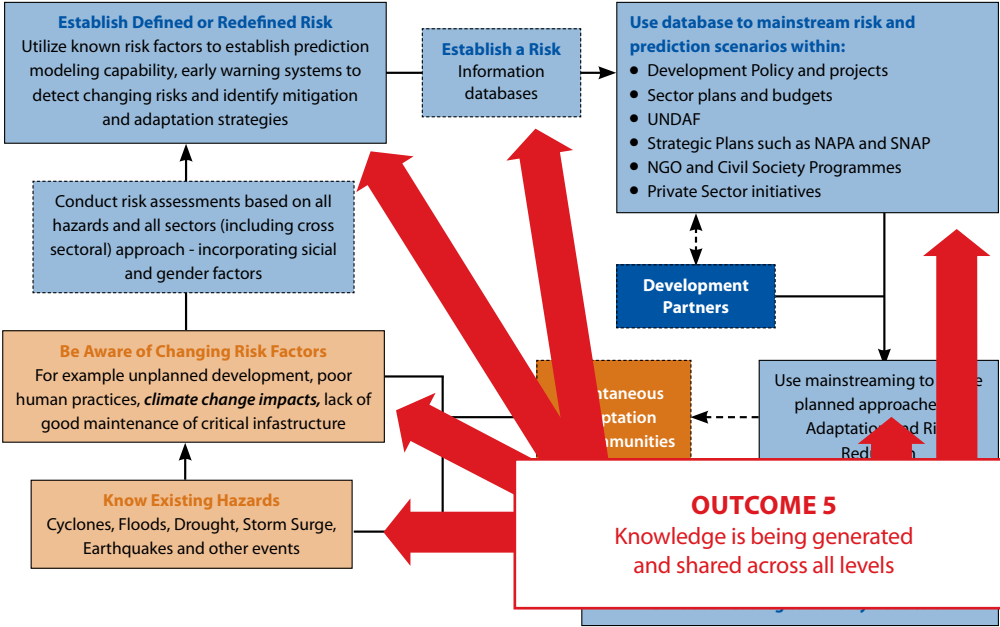 Establish Defined or Redefined Risk
Utilize known risk factors to establish prediction
modeling capability, early warning systems to
detect changing risks and identify mitigation
and adaptation strategies
Establish a Risk
Information
databases
Use database to mainstream risk and
prediction scenarios within:
● Development Policy and projects
● Sector plans and budgets
● UNDAF
● Strategic Plans such as NAPA and SNAP
● NGO and Civil Society Programmes
● Private Sector initiatives
Conduct risk assessments based on all
hazards and all sectors (including cross
sectoral) approach - incorporating sicial
and gender factors
Development
Partners
Be Aware of Changing Risk Factors
For example unplanned development, poor
human practices, climate change impacts, lack of
good maintenance of critical infastructure
Use mainstreaming to
planned
Know Existing Hazards
Cyclones, Floods, Drought, Storm Surge,
Earthquakes and other events
OUTCOME 5
Knowledge is being generated
and shared across all levels